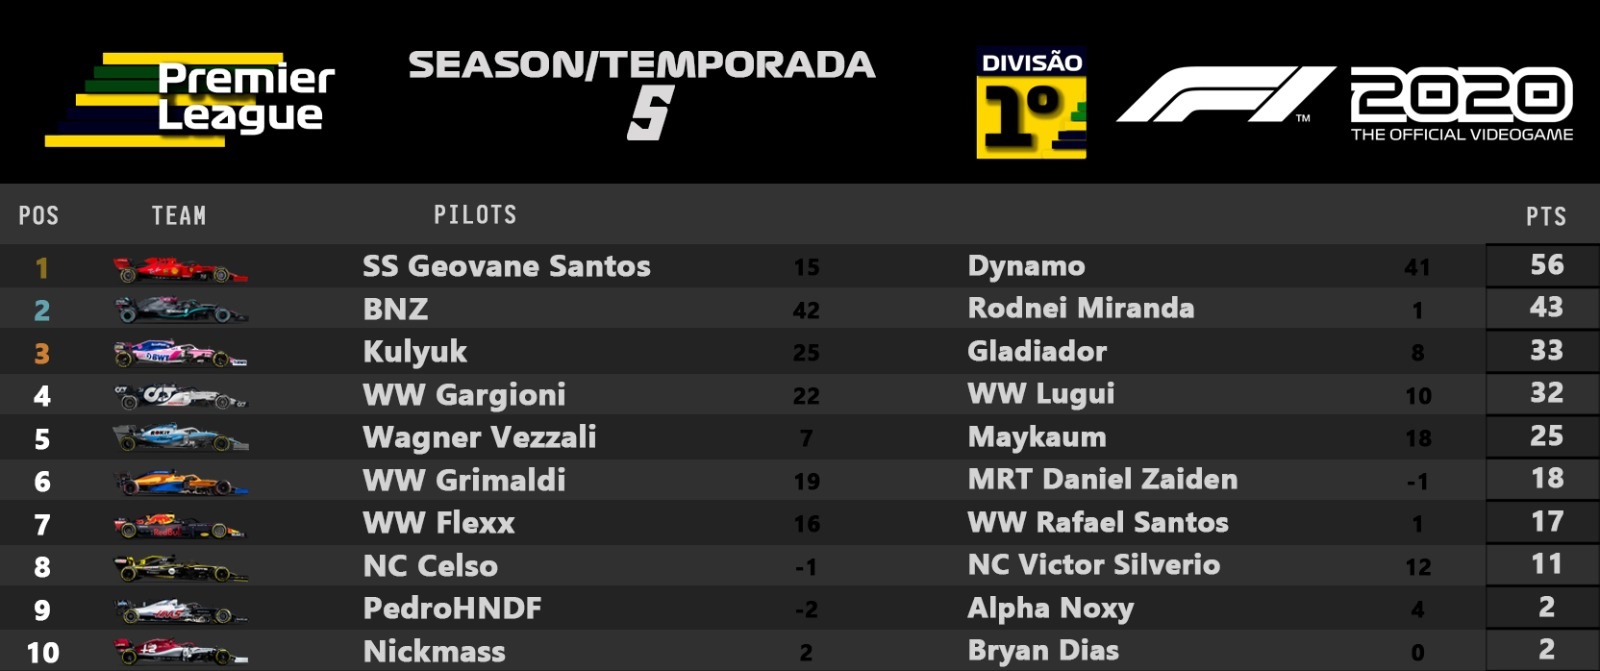 Premier
League
SEASON/TEMPORADA
5
DIVISÃO
1º
F1 TM
2020
THE OFFICIAL VIDEOGAME
POS TEAM PILOTS PTS
1 SS Geovane Santos 15 Dynamo 41 56
2 BNZ 42 Rodnei Miranda 1 43
3 Kulyuk 25 Gladiador 8 33
4 WW Gargioni 22 WW Lugui 10 32
5 Wagner Vezzali 7 Maykaum 18 25
6 WW Grimaldi 19 MRT Daniel Zaiden -1 18
7 WW Flexx 16 WW Rafael Santos 1 17
8 NC Celso -1 NC Victor Silverio 12 11
9 PedroHNDF -2 Alpha Noxy 4 2
10 Nickmass 2 Bryan Dias 0 2